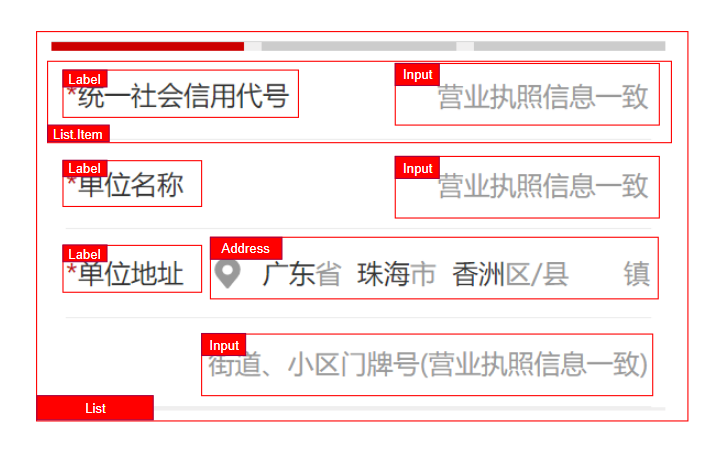 Label
Input
*统一社会信用代号
营业执照信息一致
List.Item
Label
Input
*单位名称
营业执照信息一致
Label
Address
*单位地址
广东省 珠海市 香洲区/县 镇
Input
街道、小区门牌号(营业执照信息一致)
List